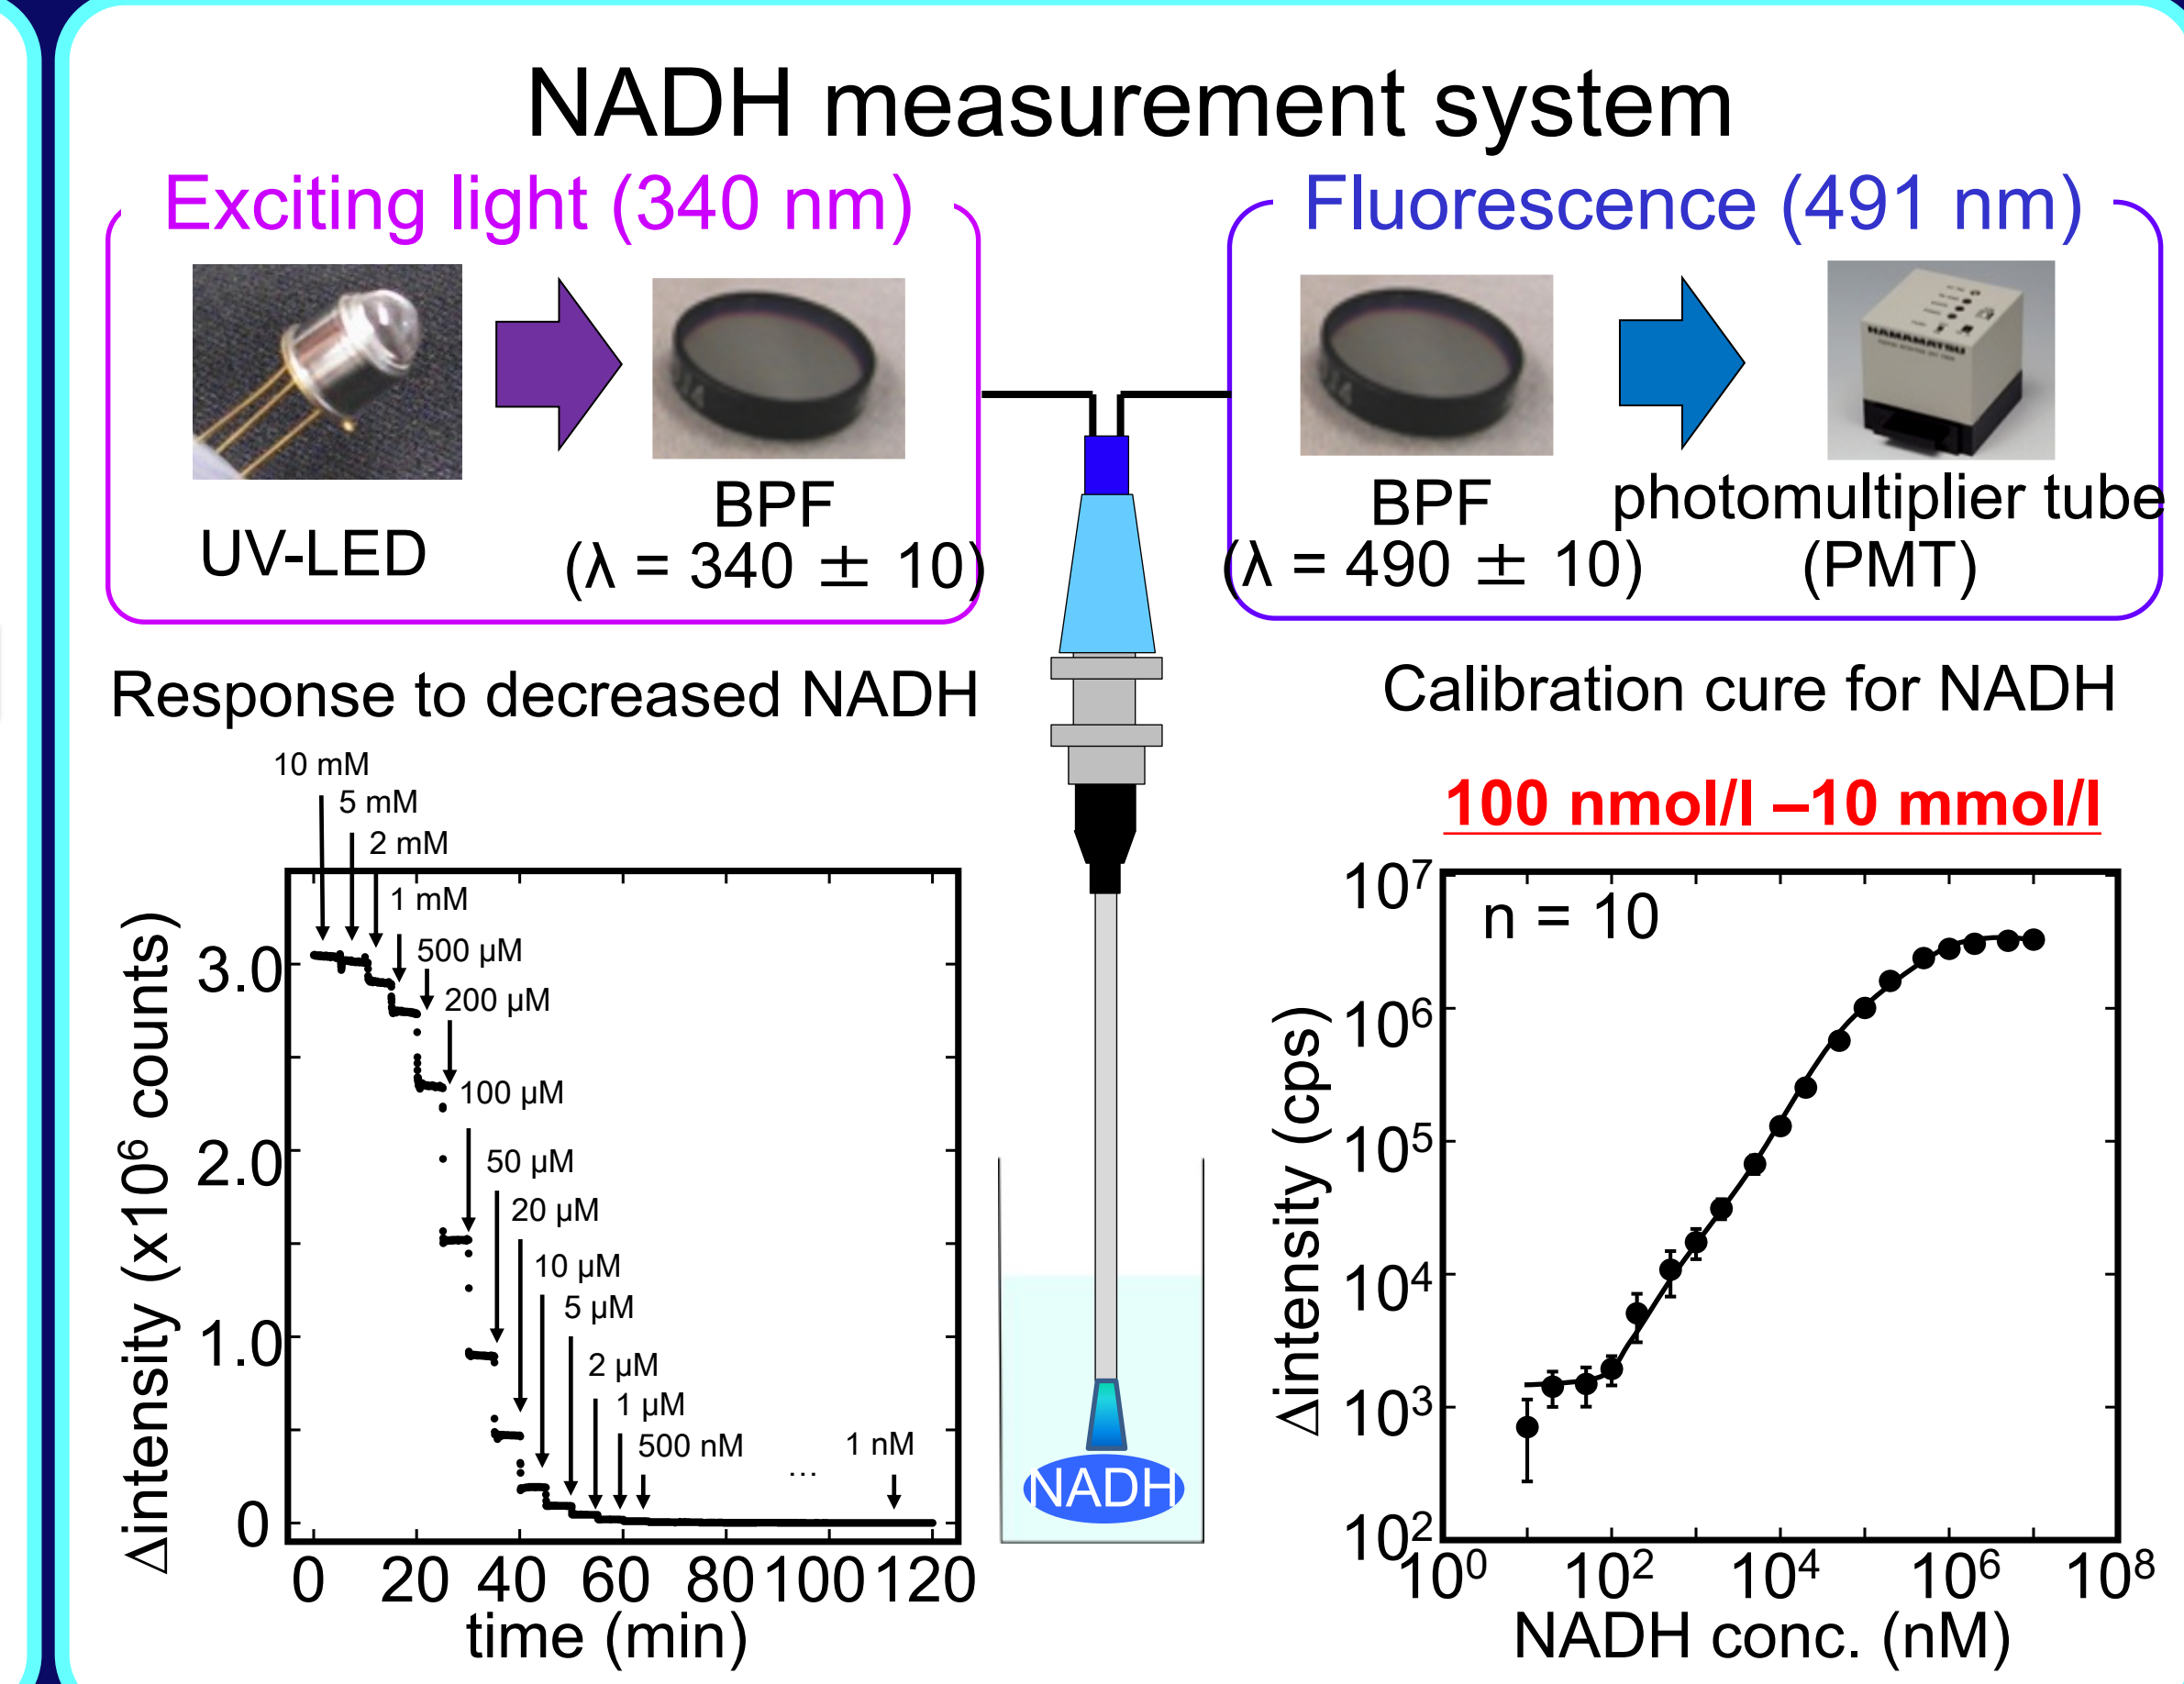 NADH measurement system
Exciting light (340 nm)
Fluorescence (491 nm)
HAMAMATSU
UV-LED
BPF
(λ = 340 ± 10)
BPF
(λ = 490 ± 10)
photomultiplier tube
(PMT)
Response to decreased NADH
10 mM
5 mM
2 mM
1 mM
500 µM
200 µM
100 µM
50 µM
20 µM
10 µM
5 µM
2 µM
1 µM
500 nM
...
1 nM
Δintensity (x10⁶ counts)
3.0
2.0
1.0
0
0 20 40 60 80 100 120
time (min)
NADH
Calibration cure for NADH
100 nmol/l –10 mmol/l
n = 10
Δintensity (cps)
10⁷
10⁶
10⁵
10⁴
10³
10²
10⁰ 10² 10⁴ 10⁶ 10⁸
NADH conc. (nM)